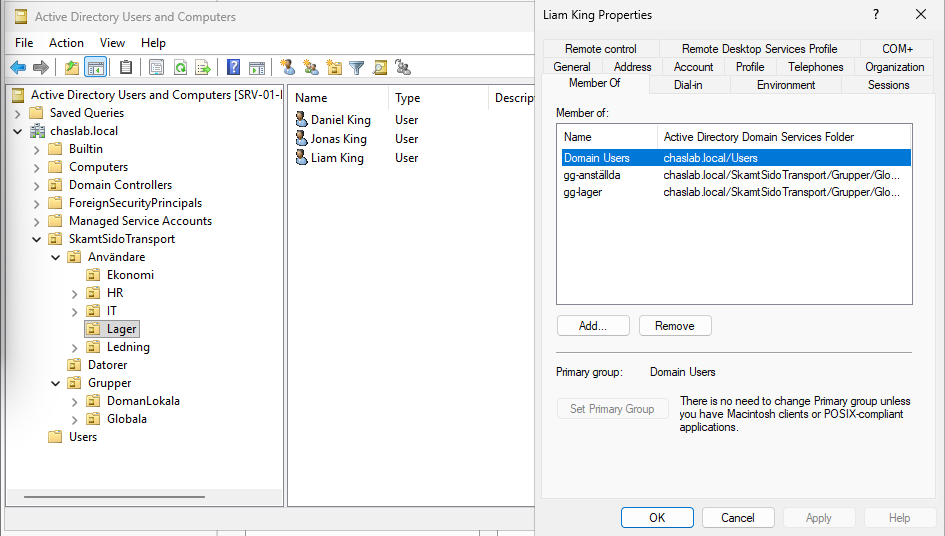 Active Directory Users and Computers
File Action View Help
Active Directory Users and Computers [SRV-01-
Saved Queries
chaslab.local
Builtin
Computers
Domain Controllers
ForeignSecurityPrincipals
Managed Service Accounts
SkamtSidoTransport
Användare
Ekonomi
HR
IT
Lager
Ledning
Datorer
Grupper
DomanLokala
Globala
Users
Name Type Descrip
Daniel King User
Jonas King User
Liam King User
Liam King Properties
? 
Remote control Remote Desktop Services Profile COM+
General Address Account Profile Telephones Organization
Member Of Dial-in Environment Sessions
Member of:
Name Active Directory Domain Services Folder
Domain Users chaslab.local/Users
gg-anställda chaslab.local/SkamtSidoTransport/Grupper/Glo...
gg-lager chaslab.local/SkamtSidoTransport/Grupper/Glo...
Add... Remove
Primary group: Domain Users
Set Primary Group
There is no need to change Primary group unless
you have Macintosh clients or POSIX-compliant
applications.
OK Cancel Apply Help